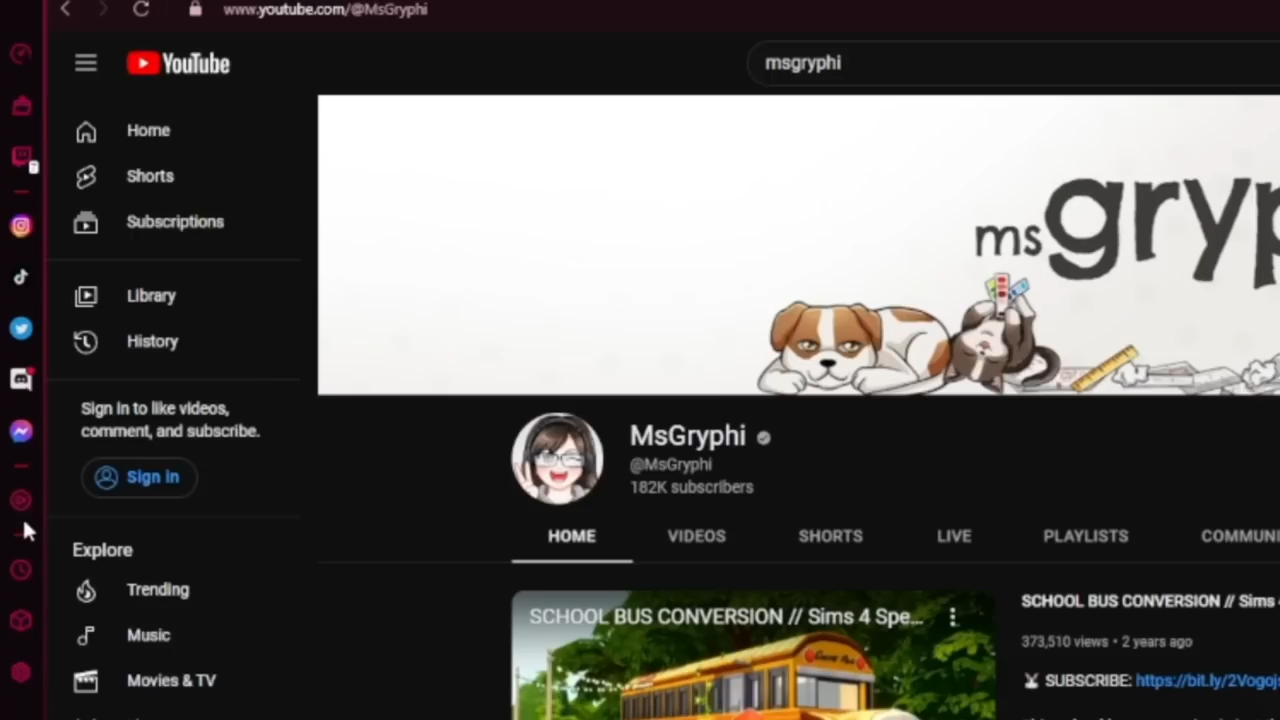 www.youtube.com/@MsGryphi
YouTube
msgryphi
Home
Shorts
Subscriptions
Library
History
Sign in to like videos,
comment, and subscribe.
Sign in
Explore
Trending
Music
Movies & TV
ms gryp
MsGryphi
@MsGryphi
182K subscribers
HOME VIDEOS SHORTS LIVE PLAYLISTS COMMUNI
SCHOOL BUS CONVERSION // Sims 4 Spe...
SCHOOL BUS CONVERSION // Sims
373,510 views • 2 years ago
SUBSCRIBE: https://bit.ly/2Vogoj